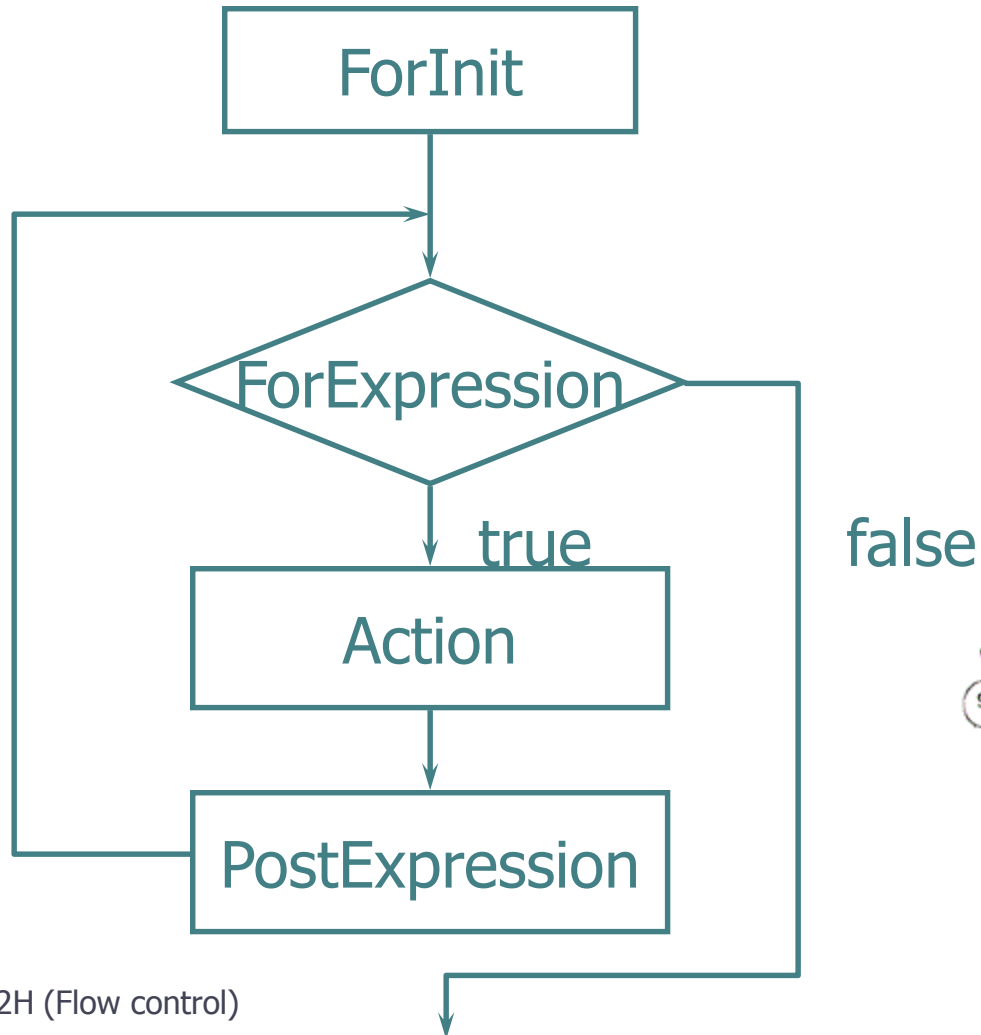 ForInit
ForExpression
true
false
Action
PostExpression
2H (Flow control)